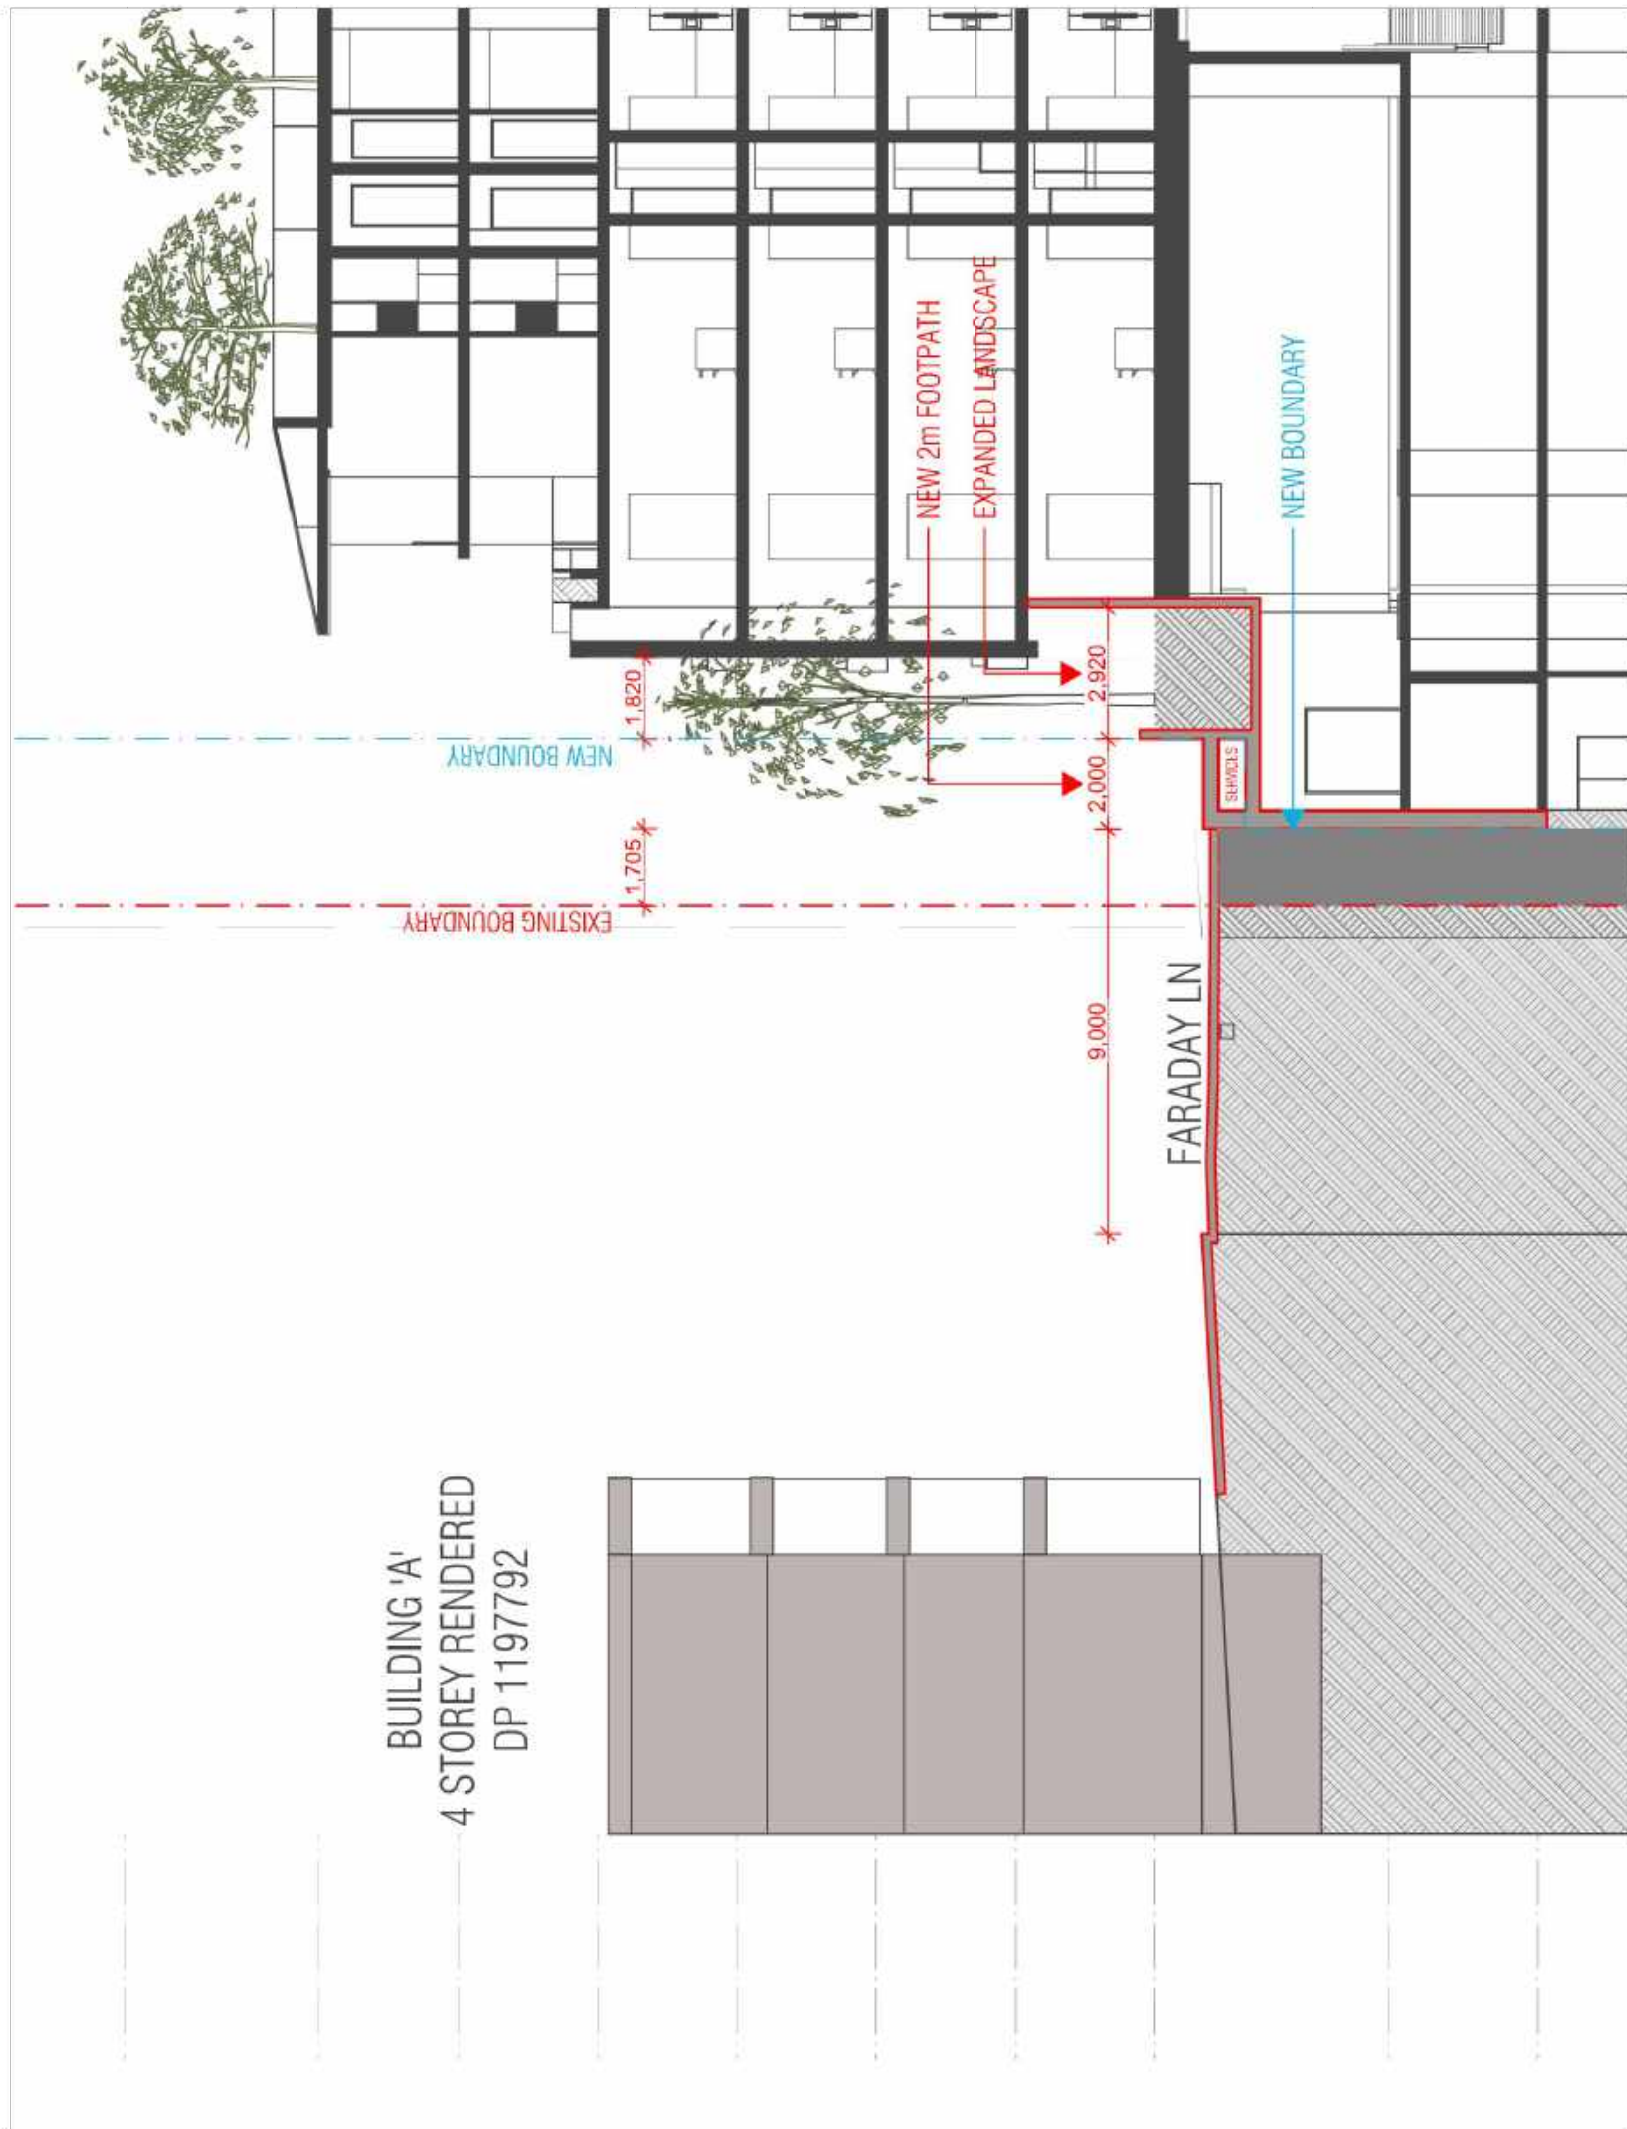 BUILDING 'A'
4 STOREY RENDERED
DP 1197792
EXISTING BOUNDARY
NEW BOUNDARY
1,705
1,820
NEW 2m FOOTPATH
EXPANDED LANDSCAPE
9,000
2,000
2,920
FARADAY LN
SERVICES
NEW BOUNDARY